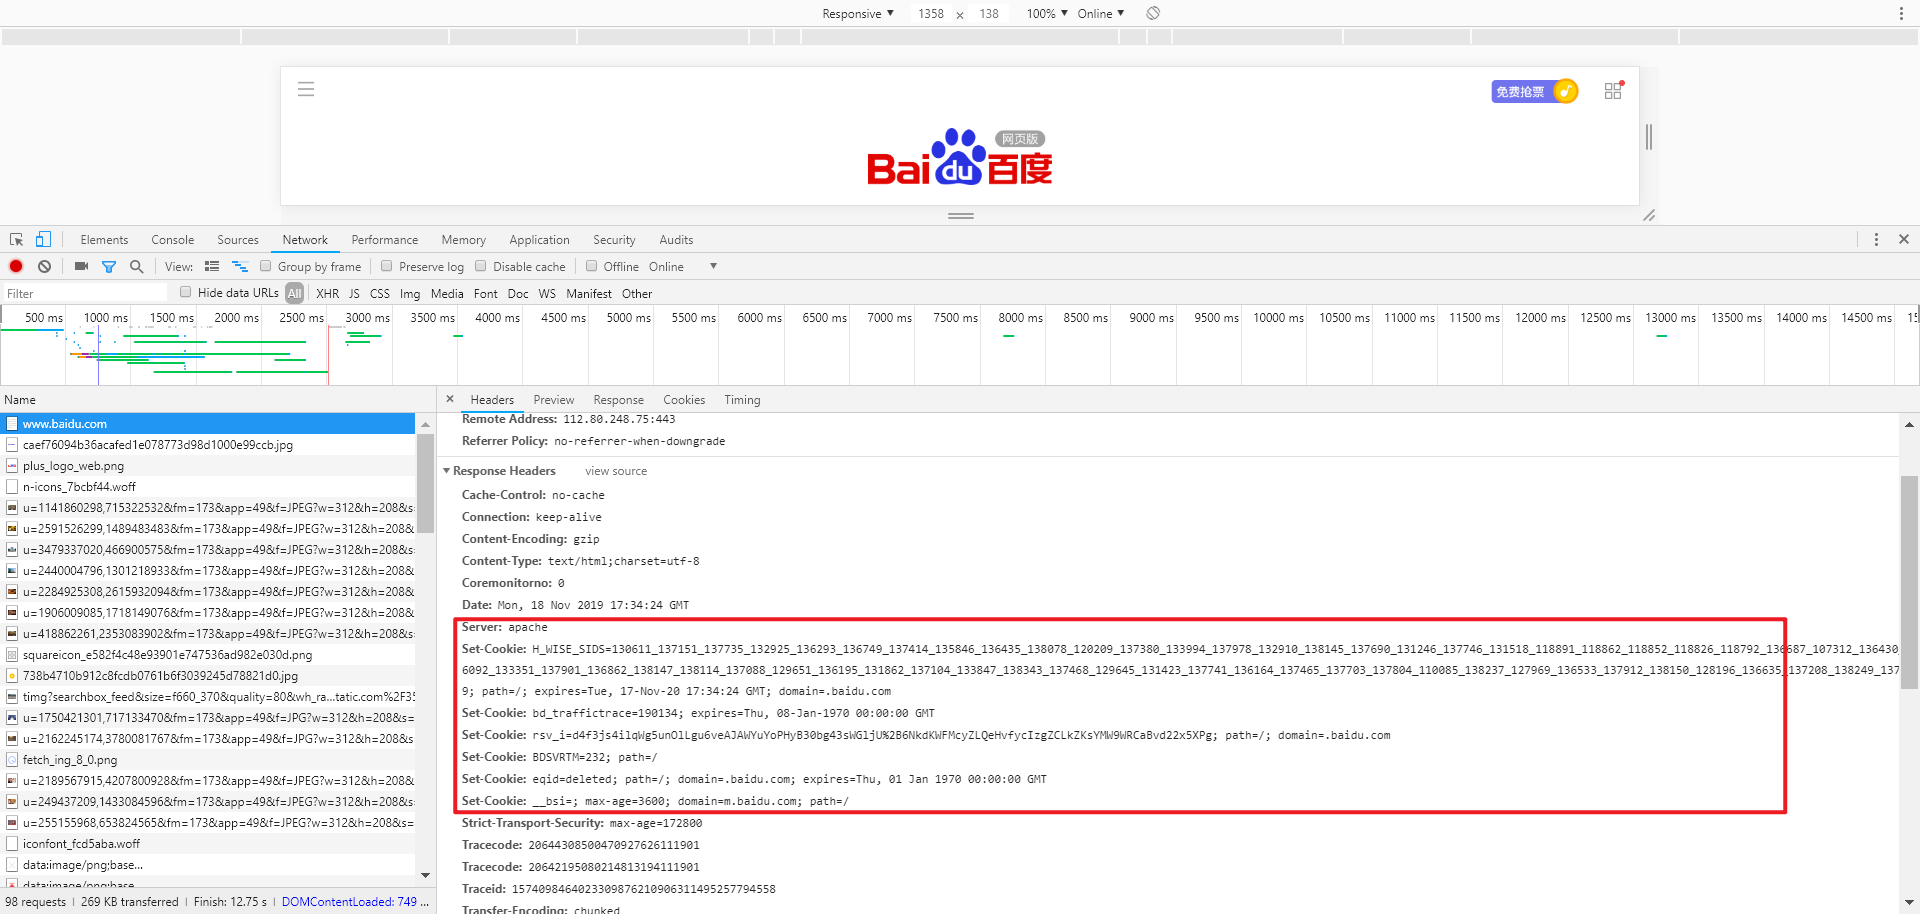 Responsive ▼ 1358 × 138 100% ▼ Online ▼
免费抢票
网页版
Bai du 百度
Elements Console Sources Network Performance Memory Application Security Audits
View: Group by frame Preserve log Disable cache Offline Online ▼
Filter Hide data URLs All XHR JS CSS Img Media Font Doc WS Manifest Other
500 ms 1000 ms 1500 ms 2000 ms 2500 ms 3000 ms 3500 ms 4000 ms 4500 ms 5000 ms 5500 ms 6000 ms 6500 ms 7000 ms 7500 ms 8000 ms 8500 ms 9000 ms 9500 ms 10000 ms 10500 ms 11000 ms 11500 ms 12000 ms 12500 ms 13000 ms 13500 ms 14000 ms 14500 ms
Name
www.baidu.com
caef76094b36acafed1e078773d98d1000e99ccb.jpg
plus_logo_web.png
n-icons_7bcbf44.woff
u=1141860298,715322532&fm=173&app=49&f=JPEG?w=312&h=208&s=
u=2591526299,1489483483&fm=173&app=49&f=JPEG?w=312&h=208&
u=3479337020,466900575&fm=173&app=49&f=JPEG?w=312&h=208&s
u=2440004796,1301218933&fm=173&app=49&f=JPEG?w=312&h=208&
u=2284925308,2615932094&fm=173&app=49&f=JPEG?w=312&h=208&
u=1906009085,1718149076&fm=173&app=49&f=JPEG?w=312&h=208&
u=418862261,2353083902&fm=173&app=49&f=JPEG?w=312&h=208&s
squareicon_e582f4c48e93901e747536ad982e030d.png
738b4710b912c8fcdb0761b6f3039245d78821d0.jpg
timg?searchbox_feed&size=f660_370&quality=80&wh_ra...tatic.com%2F35
u=1750421301,717133470&fm=173&app=49&f=JPEG?w=312&h=208&s=
u=2162245174,3780081767&fm=173&app=49&f=JPEG?w=312&h=208&
fetch_ing_8_0.png
u=2189567915,4207800928&fm=173&app=49&f=JPEG?w=312&h=208&
u=249437209,1433084596&fm=173&app=49&f=JPEG?w=312&h=208&s
u=255155968,653824565&fm=173&app=49&f=JPEG?w=312&h=208&s=
iconfont_fcd5aba.woff
data:image/png;base...
data:image/png;base
98 requests | 269 KB transferred | Finish: 12.75 s | DOMContentLoaded: 749 ...
× Headers Preview Response Cookies Timing
Remote Address: 112.80.248.75:443
Referrer Policy: no-referrer-when-downgrade
▼ Response Headers view source
Cache-Control: no-cache
Connection: keep-alive
Content-Encoding: gzip
Content-Type: text/html;charset=utf-8
Coremonitorno: 0
Date: Mon, 18 Nov 2019 17:34:24 GMT
Server: apache
Set-Cookie: H_WISE_SIDS=130611_137151_137735_132925_136293_136749_137414_135846_136435_138078_120209_137380_133994_137978_132910_138145_137690_131246_137746_131518_118891_118862_118852_118826_118792_136687_107312_136430
6092_133351_137901_136862_138147_138114_137088_129651_136195_131862_137104_133847_138343_137468_129645_131423_137741_136164_137465_137703_137804_110085_138237_127969_136533_137912_138150_128196_136635_137208_138249_137
9; path=/; expires=Tue, 17-Nov-20 17:34:24 GMT; domain=.baidu.com
Set-Cookie: bd_traffictrace=190134; expires=Thu, 08-Jan-1970 00:00:00 GMT
Set-Cookie: rsv_i=d4f3js4ilqWg5unOlLgu6veAJAWYuYoPHyB30bg43sWGljU%2B6NkdKWFMcyZLQeHvfycIzgZCLkZKsYMW9WRCaBvd22x5XPg; path=/; domain=.baidu.com
Set-Cookie: BDSVRTM=232; path=/
Set-Cookie: eqid=deleted; path=/; domain=.baidu.com; expires=Thu, 01 Jan 1970 00:00:00 GMT
Set-Cookie: __bsi=; max-age=3600; domain=m.baidu.com; path=/
Strict-Transport-Security: max-age=172800
Tracecode: 20644308500470927626111901
Tracecode: 20642195080214813194111901
Traceid: 1574098464023309876210906311495257794558
Transfer-Encoding: chunked